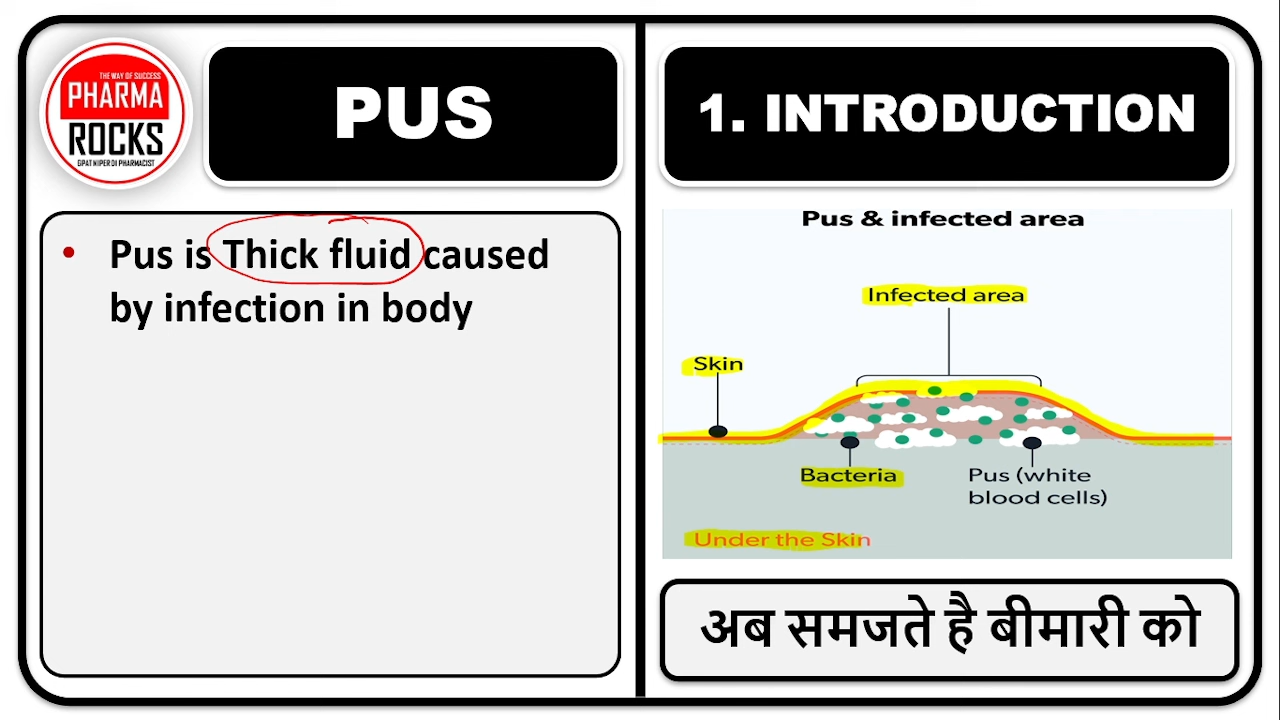 THE WAY OF SUCCESS
PHARMA
ROCKS
GPAT NIPER DI PHARMACIST
PUS
• Pus is Thick fluid caused
by infection in body
1. INTRODUCTION
Pus & infected area
Infected area
Skin
Bacteria
Pus (white
blood cells)
Under the Skin
अब समजते है बीमारी को